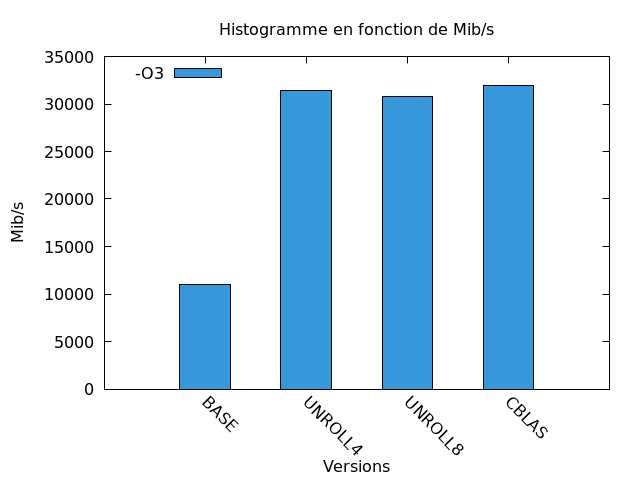 Histogramme en fonction de Mib/s
-O3
35000
30000
25000
20000
15000
10000
5000
0
Mib/s
BASE
UNROLL4
UNROLL8
CBLAS
Versions